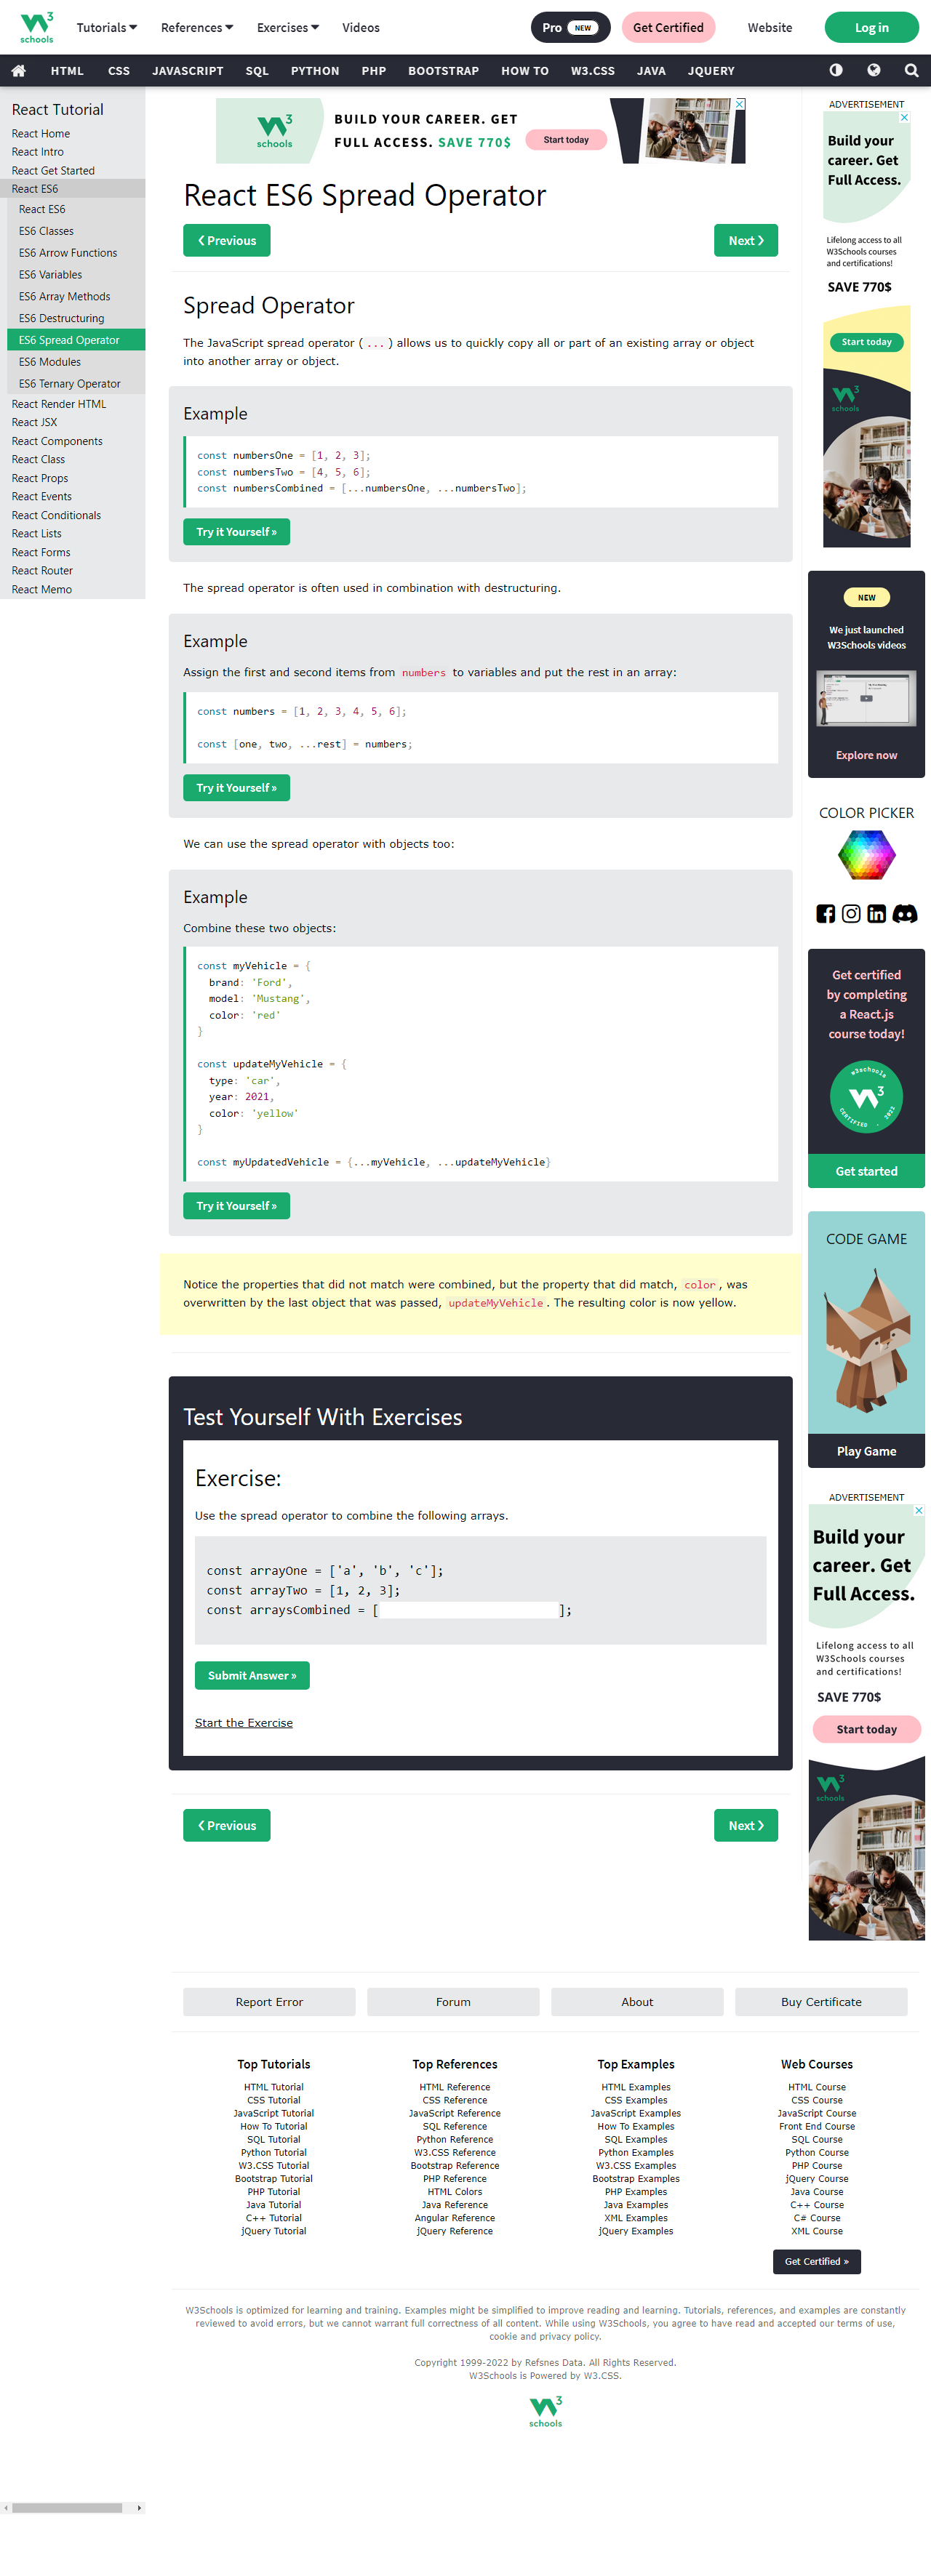 3
schools
Tutorials
References
Exercises
Videos
Pro NEW
Get Certified
Website
Log in
HTML
CSS
JAVASCRIPT
SQL
PYTHON
PHP
BOOTSTRAP
HOW TO
W3.CSS
JAVA
JQUERY
React Tutorial
React Home
React Intro
React Get Started
React ES6
React ES6
ES6 Classes
ES6 Arrow Functions
ES6 Variables
ES6 Array Methods
ES6 Destructuring
ES6 Spread Operator
ES6 Modules
ES6 Ternary Operator
React Render HTML
React JSX
React Components
React Class
React Props
React Events
React Conditionals
React Lists
React Forms
React Router
React Memo
3
schools
BUILD YOUR CAREER. GET
FULL ACCESS. SAVE 770$
Start today
React ES6 Spread Operator
❮ Previous
Next ❯
Spread Operator
The JavaScript spread operator (...) allows us to quickly copy all or part of an existing array or object
into another array or object.
Example
const numbersOne = [1, 2, 3];
const numbersTwo = [4, 5, 6];
const numbersCombined = [...numbersOne, ...numbersTwo];
Try it Yourself »
The spread operator is often used in combination with destructuring.
Example
Assign the first and second items from numbers to variables and put the rest in an array:
const numbers = [1, 2, 3, 4, 5, 6];
const [one, two, ...rest] = numbers;
Try it Yourself »
We can use the spread operator with objects too:
Example
Combine these two objects:
const myVehicle = {
brand: 'Ford',
model: 'Mustang',
color: 'red'
}
const updateMyVehicle = {
type: 'car',
year: 2021,
color: 'yellow'
}
const myUpdatedVehicle = {...myVehicle, ...updateMyVehicle}
Try it Yourself »
Notice the properties that did not match were combined, but the property that did match, color, was
overwritten by the last object that was passed, updateMyVehicle. The resulting color is now yellow.
Test Yourself With Exercises
Exercise:
Use the spread operator to combine the following arrays.
const arrayOne = ['a', 'b', 'c'];
const arrayTwo = [1, 2, 3];
const arraysCombined = [ ];
Submit Answer »
Start the Exercise
❮ Previous
Next ❯
ADVERTISEMENT
Build your
career. Get
Full Access.
Lifelong access to all
W3Schools courses
and certifications!
SAVE 770$
Start today
3
schools
NEW
We just launched
W3Schools videos
Explore now
COLOR PICKER
Get certified
by completing
a React.js
course today!
w3schools
3
CERTIFIED . 2022
Get started
CODE GAME
Play Game
ADVERTISEMENT
Build your
career. Get
Full Access.
Lifelong access to all
W3Schools courses
and certifications!
SAVE 770$
Start today
3
schools
Report Error
Forum
About
Buy Certificate
Top Tutorials
HTML Tutorial
CSS Tutorial
JavaScript Tutorial
How To Tutorial
SQL Tutorial
Python Tutorial
W3.CSS Tutorial
Bootstrap Tutorial
PHP Tutorial
Java Tutorial
C++ Tutorial
jQuery Tutorial
Top References
HTML Reference
CSS Reference
JavaScript Reference
SQL Reference
Python Reference
W3.CSS Reference
Bootstrap Reference
PHP Reference
HTML Colors
Java Reference
Angular Reference
jQuery Reference
Top Examples
HTML Examples
CSS Examples
JavaScript Examples
How To Examples
SQL Examples
Python Examples
W3.CSS Examples
Bootstrap Examples
PHP Examples
Java Examples
XML Examples
jQuery Examples
Web Courses
HTML Course
CSS Course
JavaScript Course
Front End Course
SQL Course
Python Course
PHP Course
jQuery Course
Java Course
C++ Course
C# Course
XML Course
Get Certified »
W3Schools is optimized for learning and training. Examples might be simplified to improve reading and learning. Tutorials, references, and examples are constantly
reviewed to avoid errors, but we cannot warrant full correctness of all content. While using W3Schools, you agree to have read and accepted our terms of use,
cookie and privacy policy.
Copyright 1999-2022 by Refsnes Data. All Rights Reserved.
W3Schools is Powered by W3.CSS.
3
schools